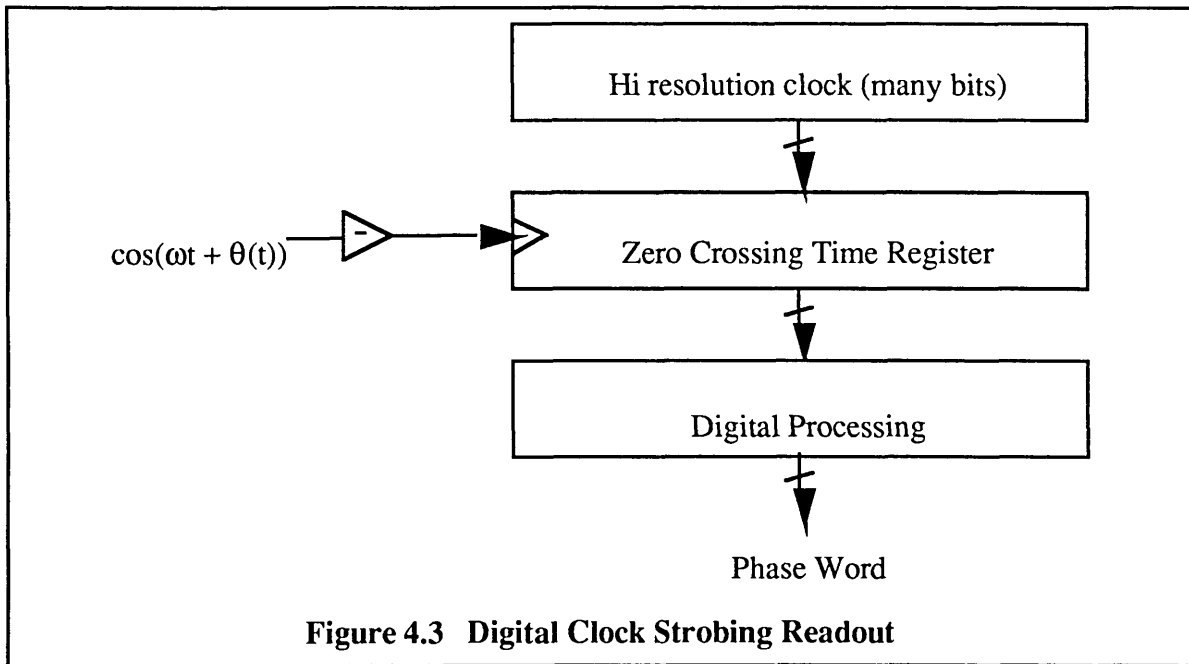 Hi resolution clock (many bits)
cos(ωt + θ(t))
-
Zero Crossing Time Register
Digital Processing
Phase Word
Figure 4.3 Digital Clock Strobing Readout